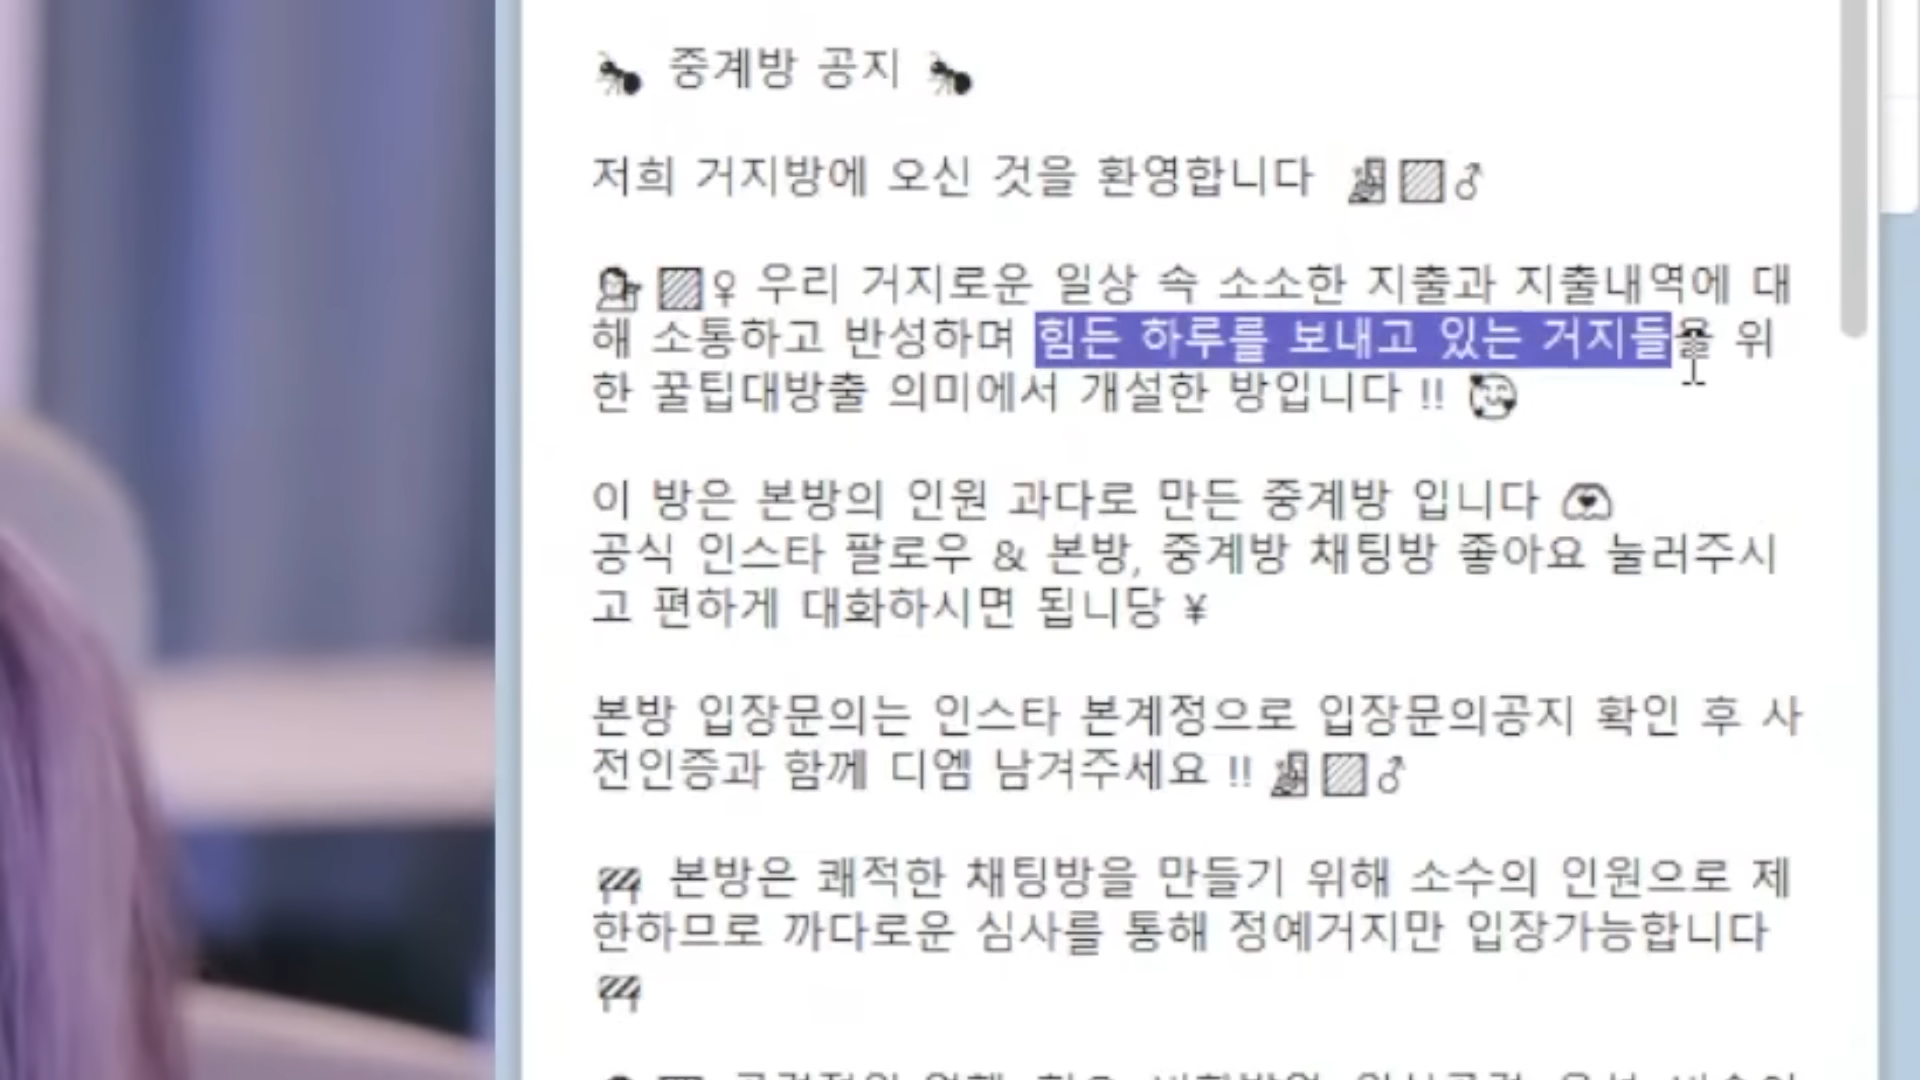 🐜 중계방 공지 🐜
저희 거지방에 오신 것을 환영합니다 ♂
♀ 우리 거지로운 일상 속 소소한 지출과 지출내역에 대
해 소통하고 반성하며 힘든 하루를 보내고 있는 거지들을 위
한 꿀팁대방출 의미에서 개설한 방입니다 !! 🥰
이 방은 본방의 인원 과다로 만든 중계방 입니다 🫶
공식 인스타 팔로우 & 본방, 중계방 채팅방 좋아요 눌러주시
고 편하게 대화하시면 됩니당 ¥
본방 입장문의는 인스타 본계정으로 입장문의공지 확인 후 사
전인증과 함께 디엠 남겨주세요 !! ♂
🚧 본방은 쾌적한 채팅방을 만들기 위해 소수의 인원으로 제
한하므로 까다로운 심사를 통해 정예거지만 입장가능합니다
🚧